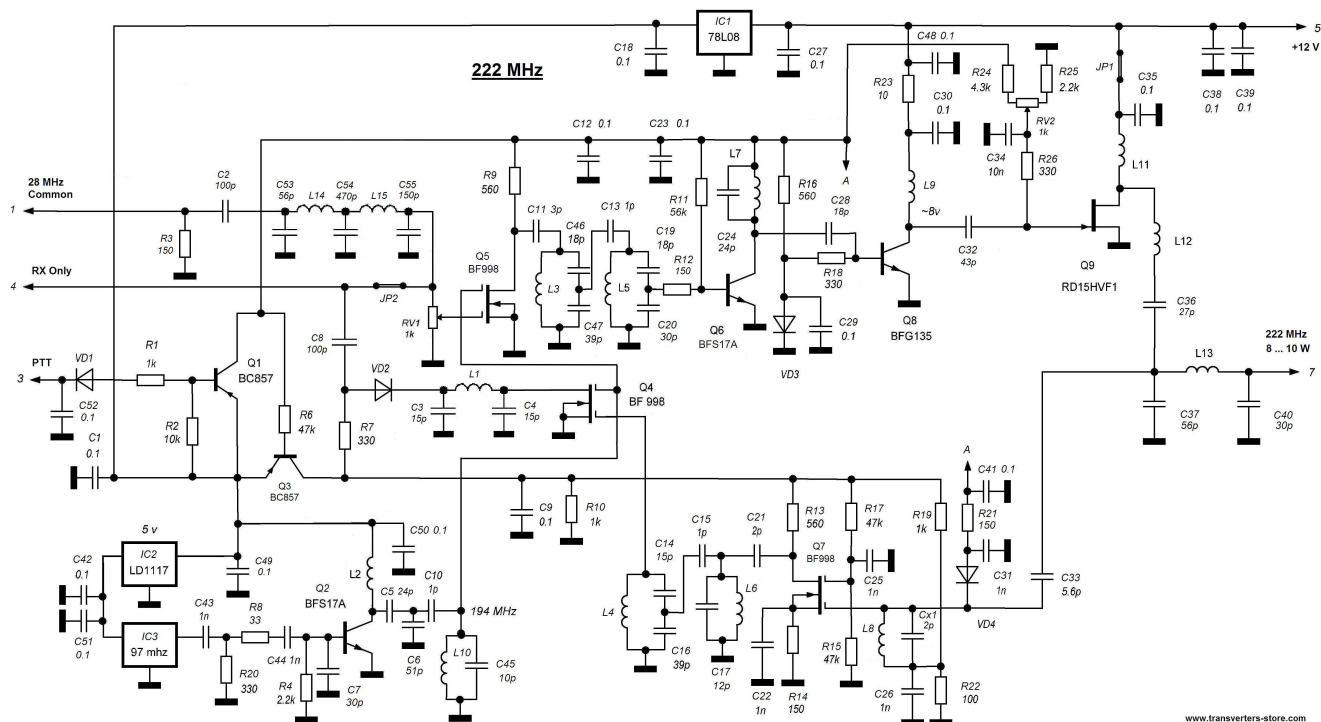 IC1
78L08
C18
0.1
C27
0.1
222 MHz
C48 0.1
R23
10
C30
0.1
R24
4.3k
R25
2.2k
RV2
1k
JP1
C35
0.1
C38
0.1
C39
0.1
5
+12 V
C34
10n
R26
330
L11
C12 0.1
C23 0.1
L7
R9
560
R11
56k
R16
560
A
L9
~8v
C28
18p
C2
100p
C53
56p
L14
C54
470p
L15
C55
150p
28 MHz
Common
1
R3
150
C11 3p
C46
18p
C13 1p
C19
18p
R12
150
C24
24p
R18
330
C32
43p
Q9
RD15HVF1
L12
C36
27p
RX Only
4
JP2
RV1
1k
Q5
BF998
L3
L5
C47
39p
C20
30p
Q6
BFS17A
VD3
C29
0.1
Q8
BFG135
C8
100p
PTT
3
VD1
R1
1k
Q1
BC857
C52
0.1
R2
10k
R6
47k
R7
330
VD2
L1
C3
15p
C4
15p
Q4
BF 998
L13
222 MHz
8 ... 10 W
7
C37
56p
C40
30p
C1
0.1
Q3
BC857
C9
0.1
R10
1k
R13
560
R17
47k
R19
1k
A
C41 0.1
R21
150
5 v
IC2
LD1117
C42
0.1
C49
0.1
C50 0.1
L2
C51
0.1
IC3
97 mhz
C43
1n
R8
33
Q2
BFS17A
C5 24p
C10
1p
194 MHz
C14
15p
C15
1p
C21
2p
Q7
BF998
C25
1n
C31
1n
VD4
C33
5.6p
R20
330
C44 1n
R4
2.2k
C7
30p
C6
51p
L10
C45
10p
L4
C16
39p
L6
C17
12p
C22
1n
R14
150
R15
47k
L8
Cx1
2p
C26
1n
R22
100
www.transverters-store.com